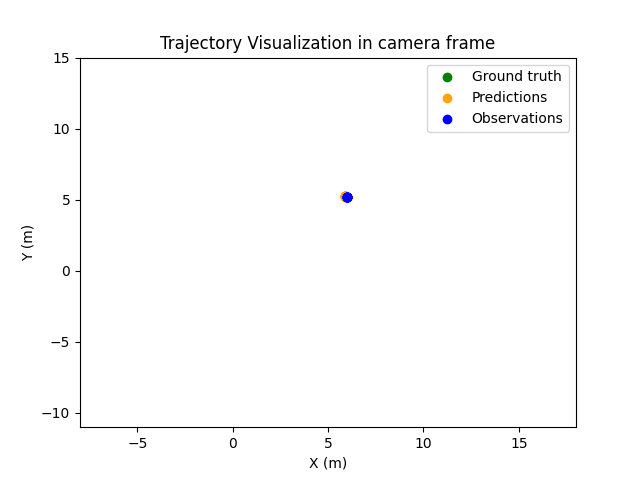 Trajectory Visualization in camera frame
Ground truth
Predictions
Observations
15
10
5
0
−5
−10
Y (m)
−5
0
5
10
15
X (m)